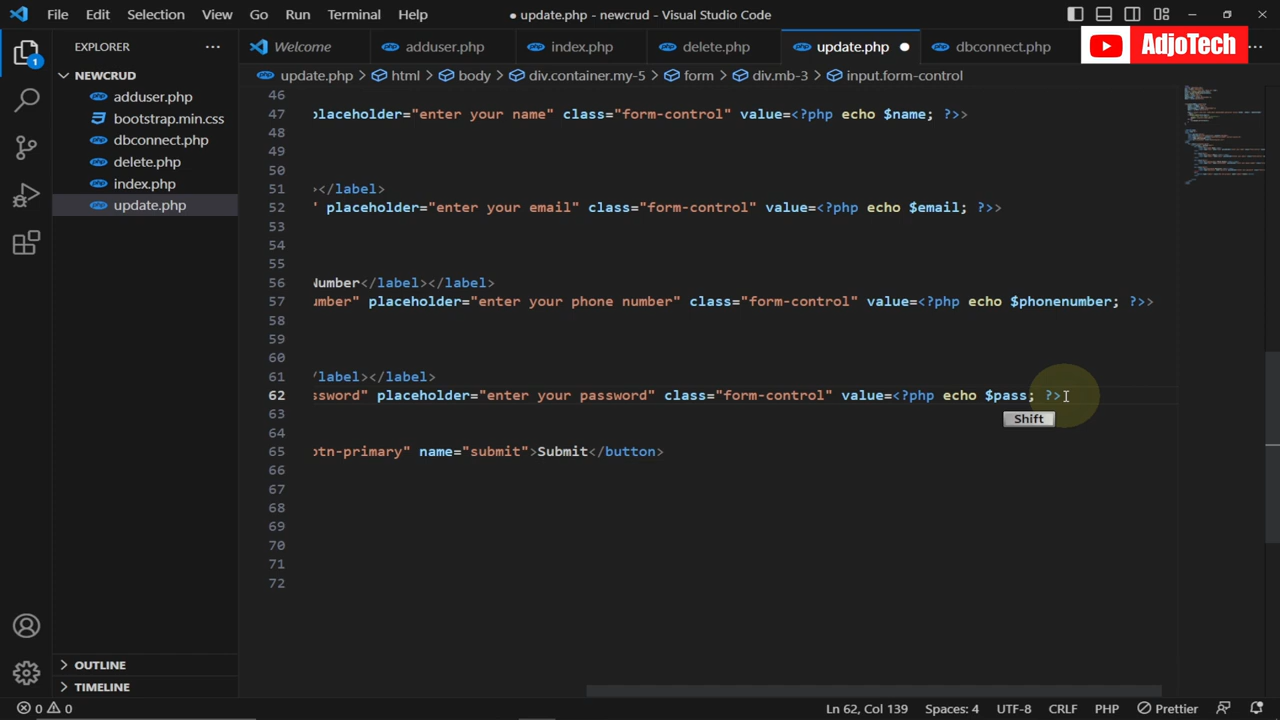 File Edit Selection View Go Run Terminal Help ● update.php - newcrud - Visual Studio Code
EXPLORER ··· Welcome adduser.php index.php delete.php update.php ● dbconnect.php AdjoTech ···
NEWCRUD
adduser.php
bootstrap.min.css
dbconnect.php
delete.php
index.php
update.php
1
update.php > html > body > div.container.my-5 > form > div.mb-3 > input.form-control
46
47 placeholder="enter your name" class="form-control" value=<?php echo $name; ?>>
48
49
50
51 ></label>
52 " placeholder="enter your email" class="form-control" value=<?php echo $email; ?>>
53
54
55
56 Number</label></label>
57 umber" placeholder="enter your phone number" class="form-control" value=<?php echo $phonenumber; ?>>
58
59
60
61 /label></label>
62 ssword" placeholder="enter your password" class="form-control" value=<?php echo $pass; ?>
Shift
63
64
65 btn-primary" name="submit">Submit</button>
66
67
68
69
70
71
72
OUTLINE
TIMELINE
0 0 Ln 62, Col 139 Spaces: 4 UTF-8 CRLF PHP Prettier